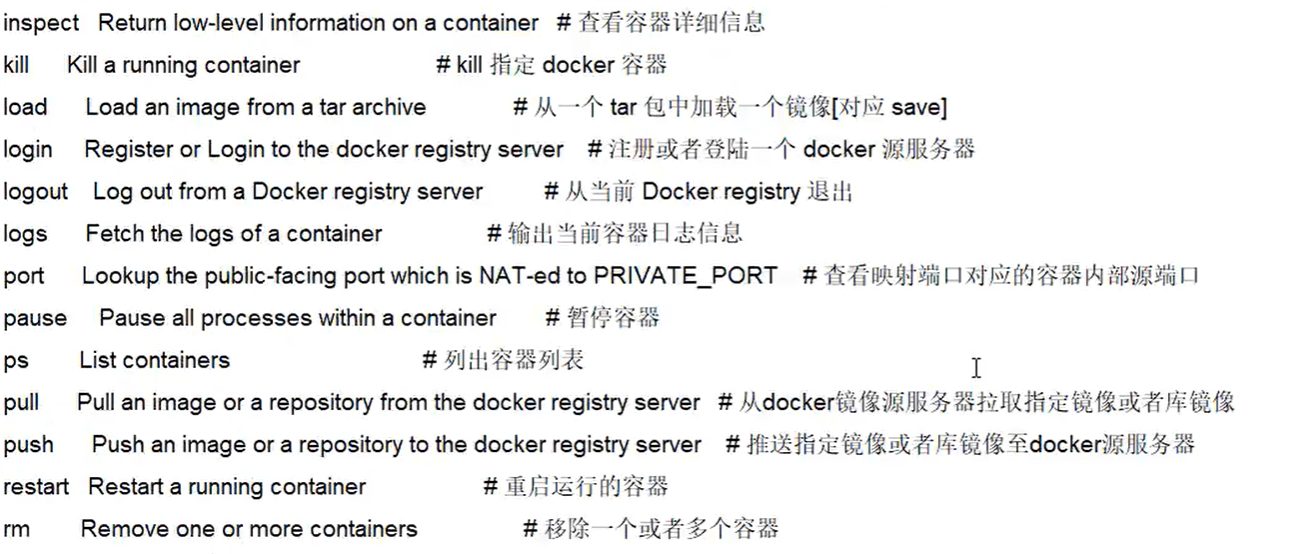 inspect Return low-level information on a container # 查看容器详细信息
kill Kill a running container # kill 指定 docker 容器
load Load an image from a tar archive # 从一个 tar 包中加载一个镜像[对应 save]
login Register or Login to the docker registry server # 注册或者登陆一个 docker 源服务器
logout Log out from a Docker registry server # 从当前 Docker registry 退出
logs Fetch the logs of a container # 输出当前容器日志信息
port Lookup the public-facing port which is NAT-ed to PRIVATE_PORT # 查看映射端口对应的容器内部源端口
pause Pause all processes within a container # 暂停容器
ps List containers # 列出容器列表
pull Pull an image or a repository from the docker registry server # 从docker镜像源服务器拉取指定镜像或者库镜像
push Push an image or a repository to the docker registry server # 推送指定镜像或者库镜像至docker源服务器
restart Restart a running container # 重启运行的容器
rm Remove one or more containers # 移除一个或者多个容器